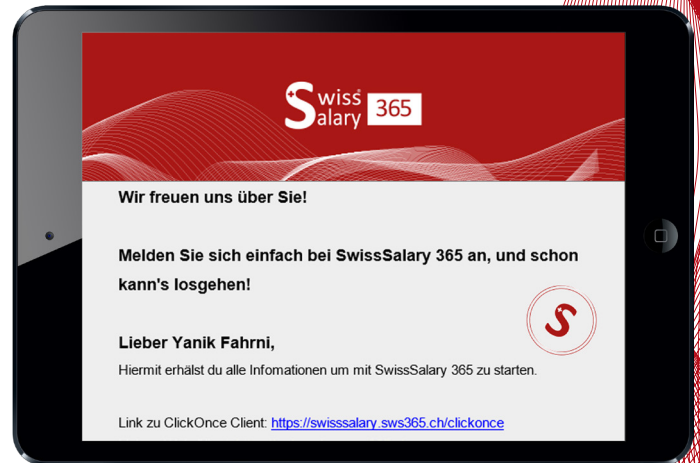 Swiss
Salary 365
Wir freuen uns über Sie!
Melden Sie sich einfach bei SwissSalary 365 an, und schon
kann's losgehen!
Lieber Yanik Fahrni,
Hiermit erhälst du alle Infomationen um mit SwissSalary 365 zu starten.
Link zu ClickOnce Client: https://swisssalary.sws365.ch/clickonce